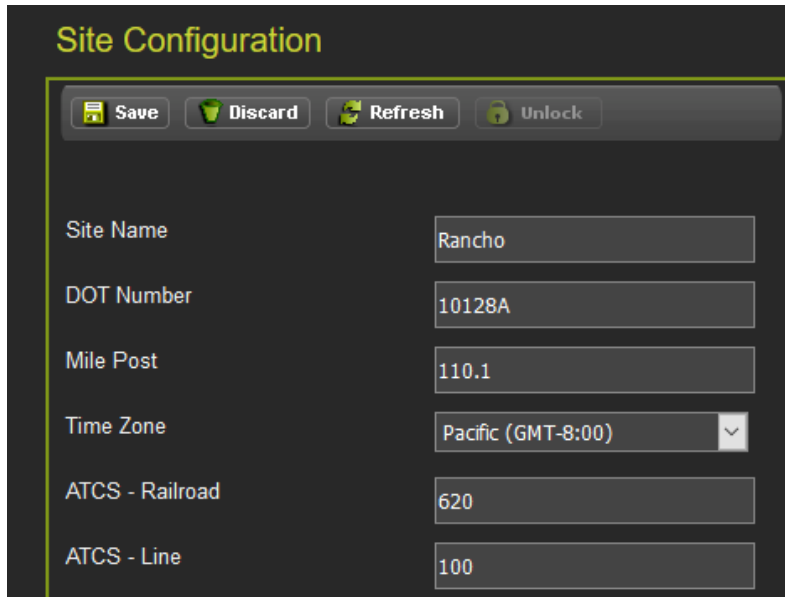 Site Configuration
Save Discard Refresh Unlock
Site Name Rancho
DOT Number 10128A
Mile Post 110.1
Time Zone Pacific (GMT-8:00)
ATCS - Railroad 620
ATCS - Line 100